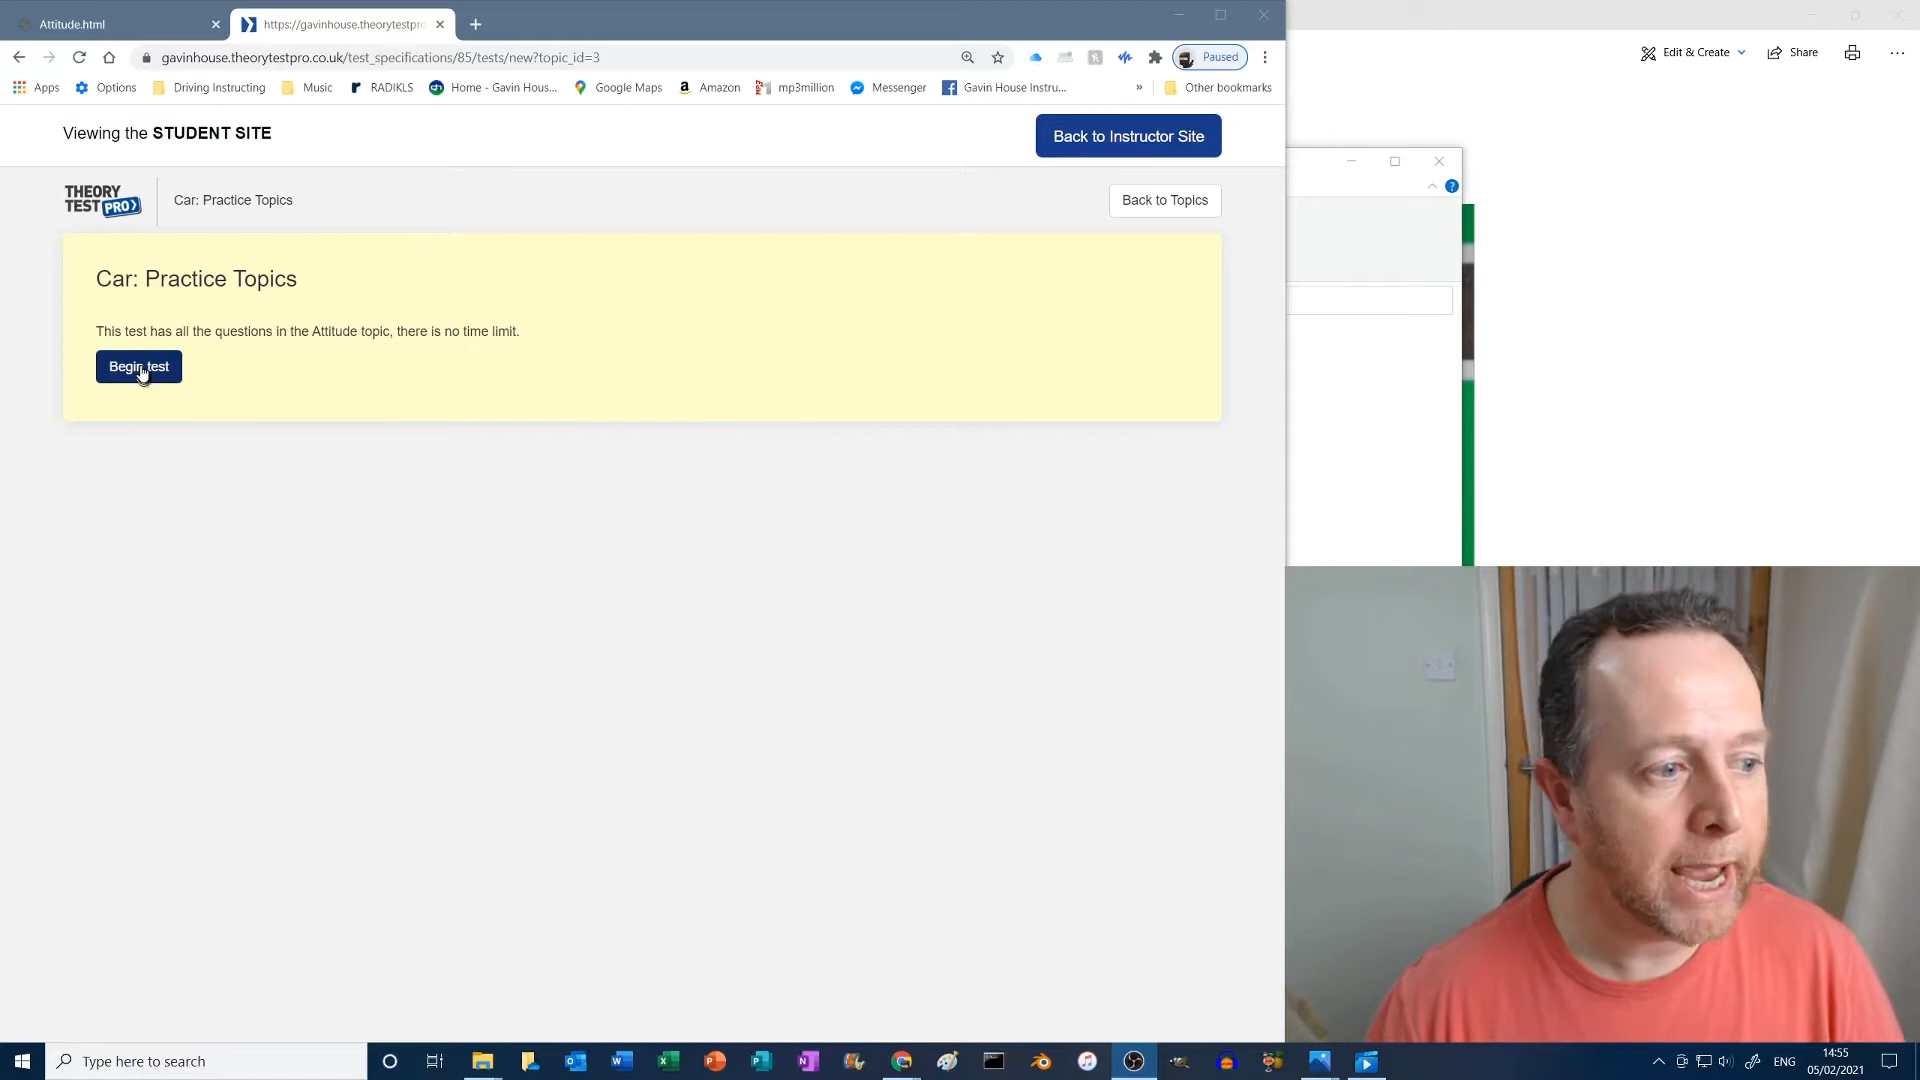 Attitude.html
https://gavinhouse.theorytestpro
gavinhouse.theorytestpro.co.uk/test_specifications/85/tests/new?topic_id=3
Paused
Edit & Create
Share
Apps
Options
Driving Instructing
Music
RADIKLS
Home - Gavin Hous...
Google Maps
Amazon
mp3million
Messenger
Gavin House Instru...
»
Other bookmarks
Viewing the STUDENT SITE
Back to Instructor Site
THEORY
TEST PRO
Car: Practice Topics
Back to Topics
Car: Practice Topics
This test has all the questions in the Attitude topic, there is no time limit.
Begin test
Type here to search
ENG
14:55
05/02/2021